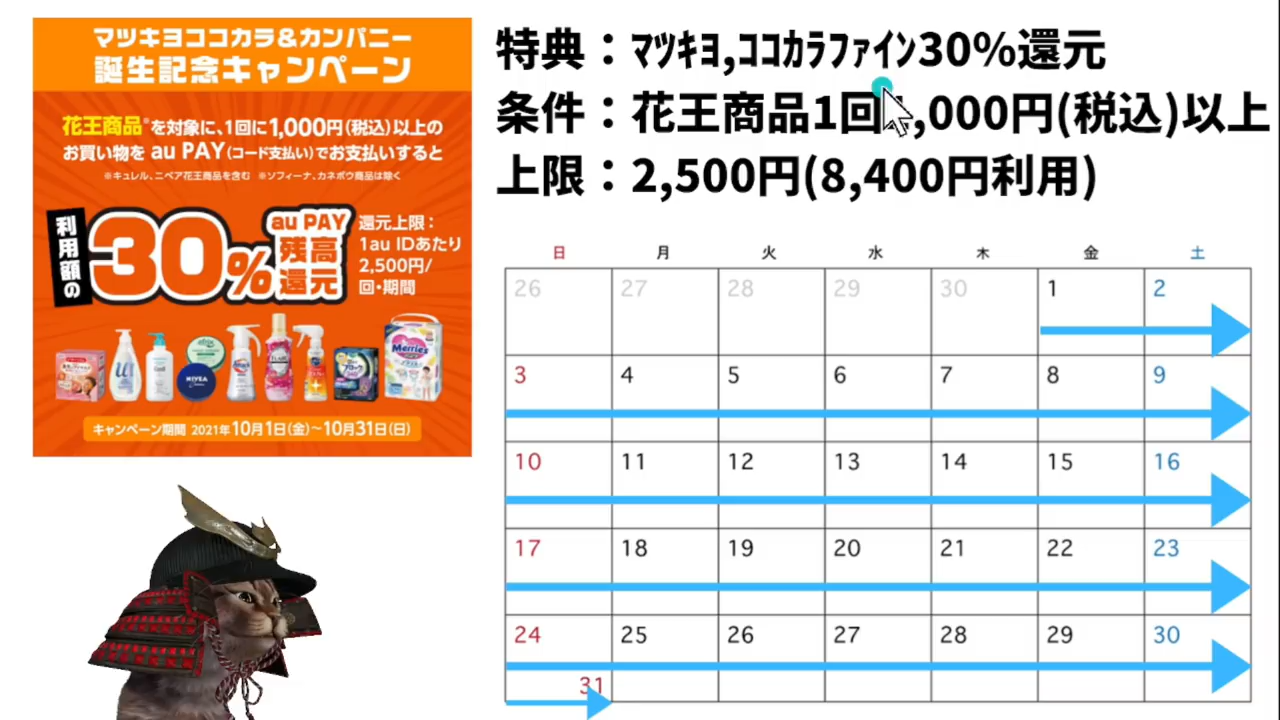 マツキヨココカラ&カンパニー
誕生記念キャンペーン
花王商品※を対象に、1回に1,000円(税込)以上の
お買い物を au PAY(コード支払い)でお支払いすると
※キュレル、ニベア花王商品を含む ※ソフィーナ、カネボウ商品は除く
利用額の
30%
au PAY
残高
還元
還元上限：
1au IDあたり
2,500円/
回・期間
NIVEA
Merries
キャンペーン期間 2021年10月1日(金)~10月31日(日)
特典：ﾏﾂｷﾖ,ｺｺｶﾗﾌｧｲﾝ30%還元
条件：花王商品1回 ,000円(税込)以上
上限：2,500円(8,400円利用)
日 月 火 水 木 金 土
26 27 28 29 30 1 2
3 4 5 6 7 8 9
10 11 12 13 14 15 16
17 18 19 20 21 22 23
24 25 26 27 28 29 30
31